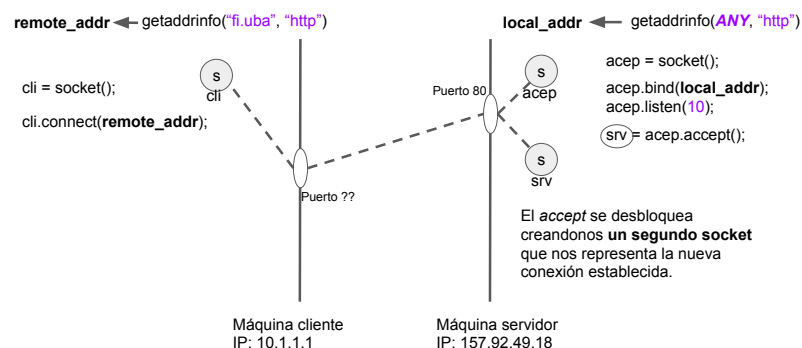 remote_addr getaddrinfo("fi.uba", "http")
local_addr getaddrinfo(ANY, "http")
cli = socket();
cli.connect(remote_addr);
s
cli
Puerto ??
Puerto 80
s
acep
s
srv
acep = socket();
acep.bind(local_addr);
acep.listen(10);
srv = acep.accept();
El accept se desbloquea
creandonos un segundo socket
que nos representa la nueva
conexión establecida.
Máquina cliente
IP: 10.1.1.1
Máquina servidor
IP: 157.92.49.18